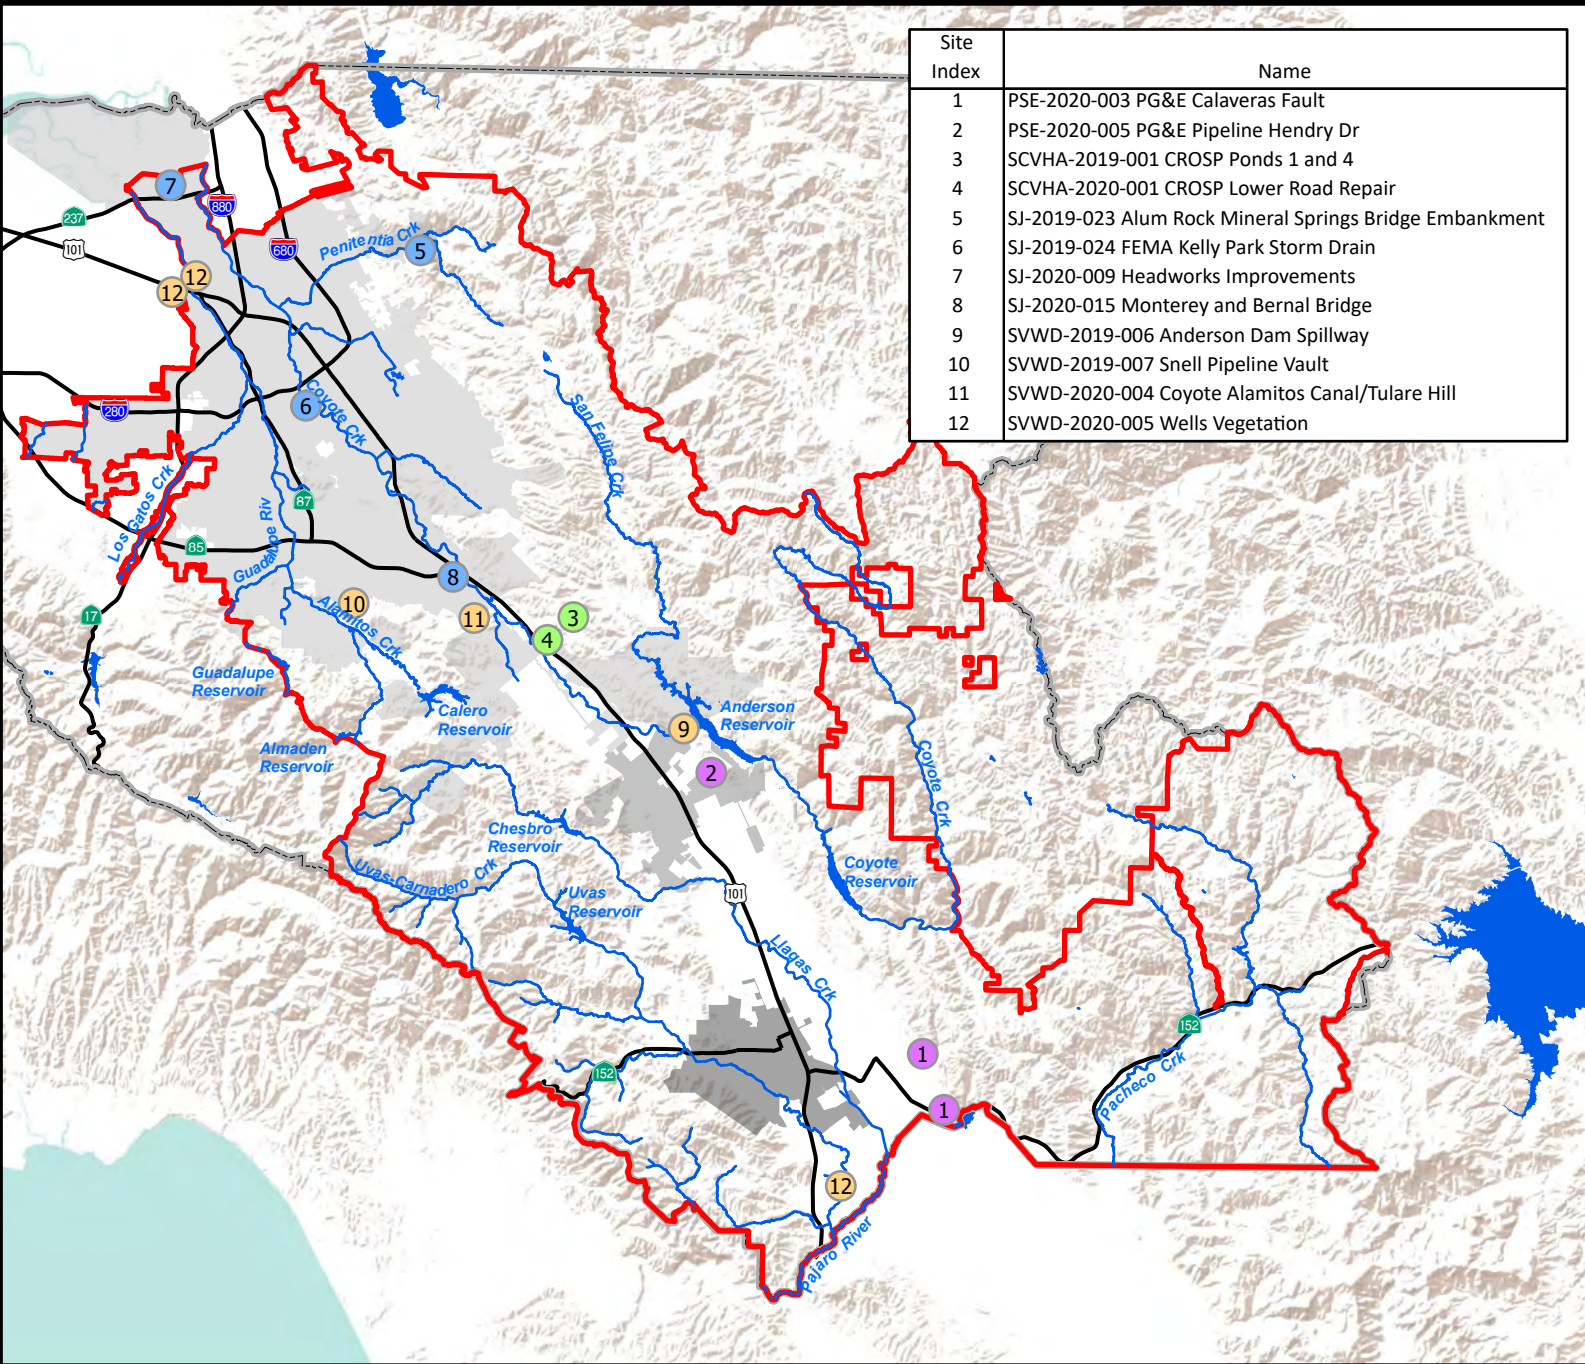 Site
Index
Name
1 PSE-2020-003 PG&E Calaveras Fault
2 PSE-2020-005 PG&E Pipeline Hendry Dr
3 SCVHA-2019-001 CROSP Ponds 1 and 4
4 SCVHA-2020-001 CROSP Lower Road Repair
5 SJ-2019-023 Alum Rock Mineral Springs Bridge Embankment
6 SJ-2019-024 FEMA Kelly Park Storm Drain
7 SJ-2020-009 Headworks Improvements
8 SJ-2020-015 Monterey and Bernal Bridge
9 SVWD-2019-006 Anderson Dam Spillway
10 SVWD-2019-007 Snell Pipeline Vault
11 SVWD-2020-004 Coyote Alamitos Canal/Tulare Hill
12 SVWD-2020-005 Wells Vegetation
7
880
237
101
680
Penitentia Crk
5
12
12
280
6
Coyote Crk
San Felipe Crk
Los Gatos Crk
87
Guadalupe Riv
85
Guadalupe
8
10
Alamitos Crk
11
3
4
17
Guadalupe
Reservoir
Calero
Reservoir
Anderson
Reservoir
9
Almaden
Reservoir
2
Coyote Crk
Chesbro
Reservoir
Uvas-Carnadero Crk
Uvas
Reservoir
Coyote
Reservoir
101
Llagas Crk
152
1
152
1
Pacheco Crk
12
Pajaro River